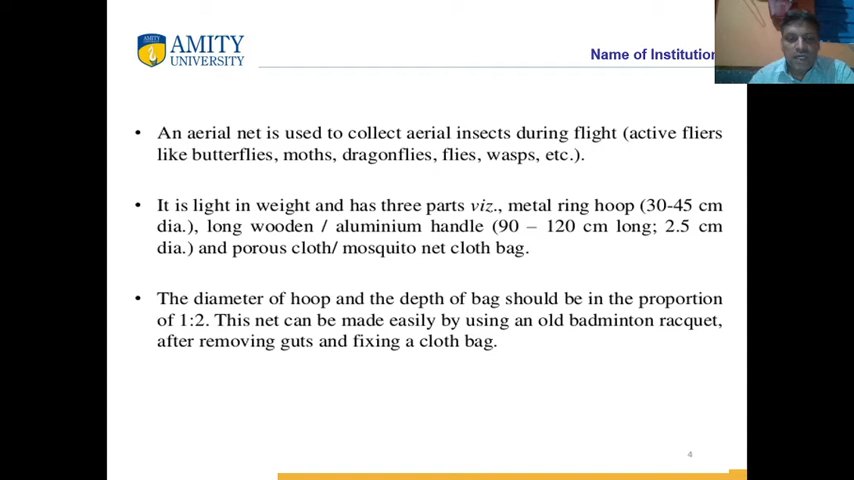 AMITY
AMITY
UNIVERSITY
Name of Institution
• An aerial net is used to collect aerial insects during flight (active fliers
like butterflies, moths, dragonflies, flies, wasps, etc.).
• It is light in weight and has three parts viz., metal ring hoop (30-45 cm
dia.), long wooden / aluminium handle (90 – 120 cm long; 2.5 cm
dia.) and porous cloth/ mosquito net cloth bag.
• The diameter of hoop and the depth of bag should be in the proportion
of 1:2. This net can be made easily by using an old badminton racquet,
after removing guts and fixing a cloth bag.
4